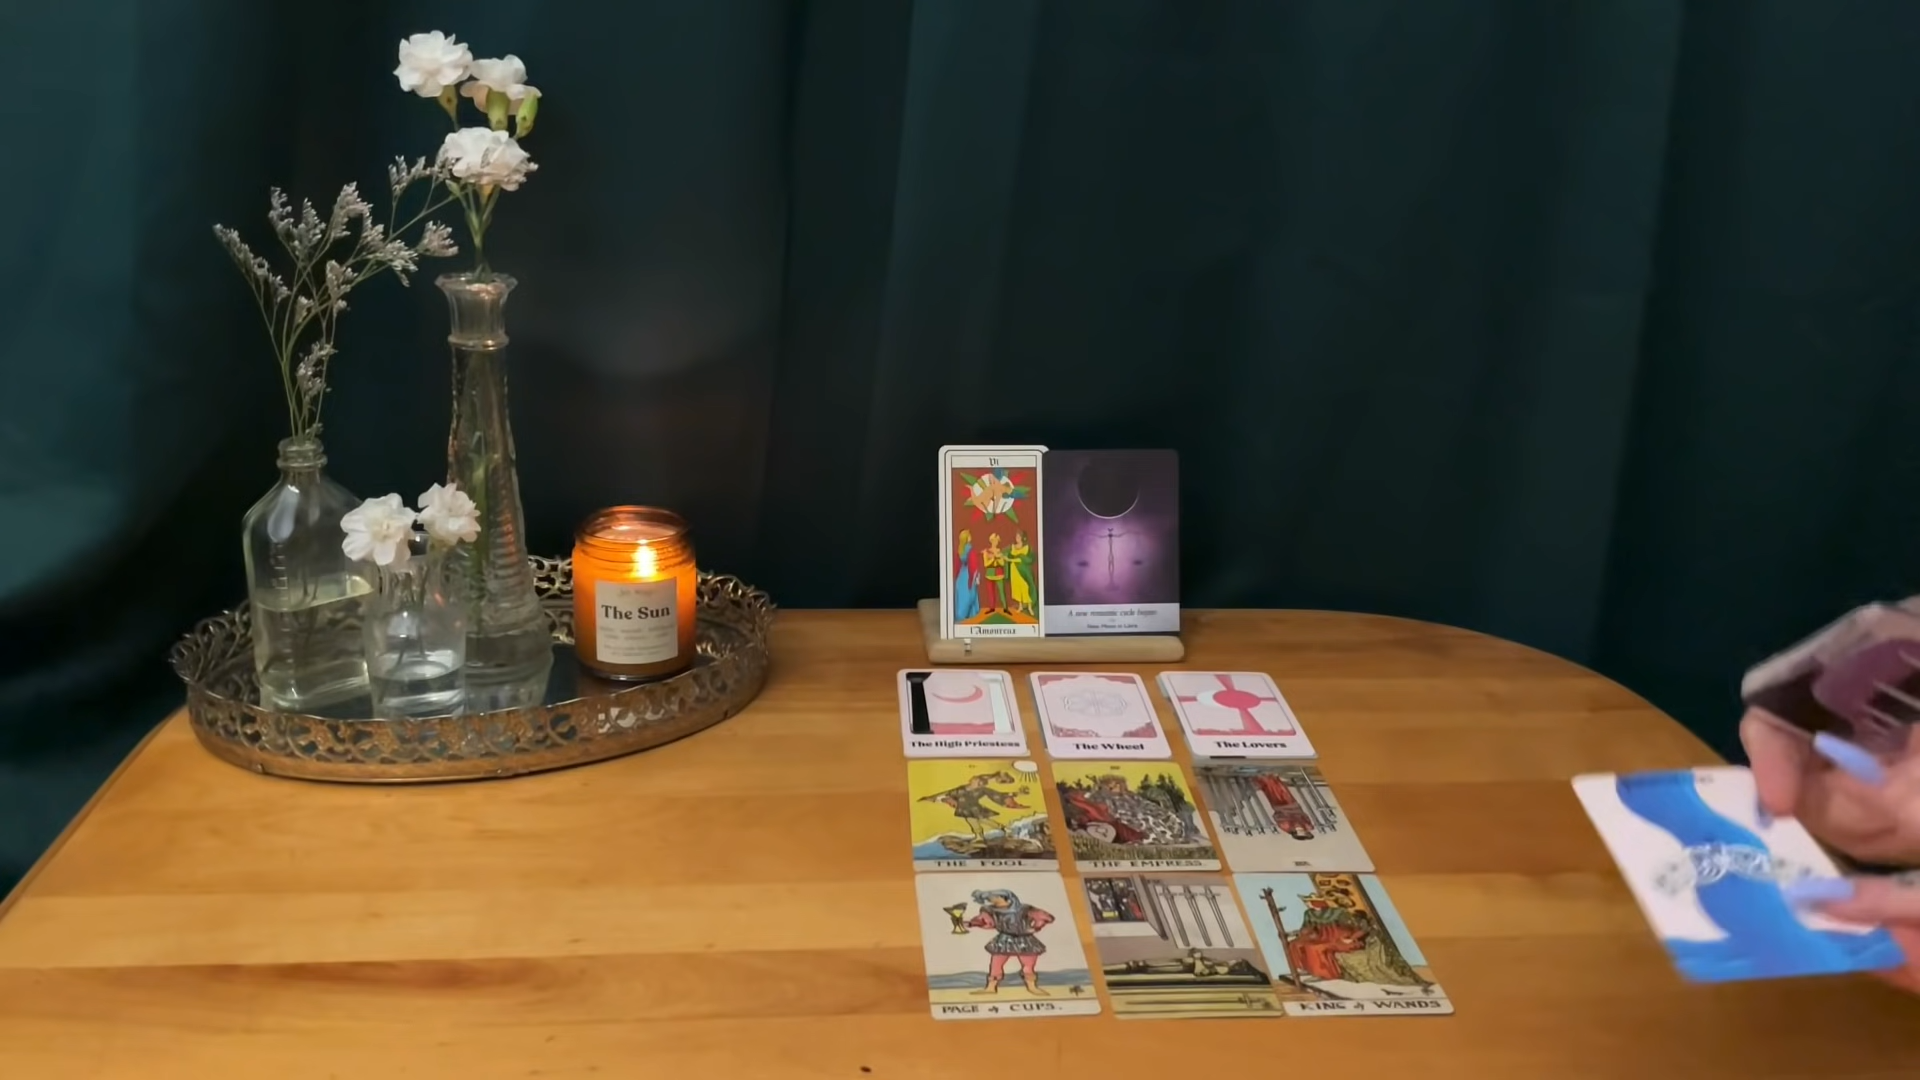 The Sun
VI
l'Amoureux
A new romantic cycle begins
New Moon in Libra
The High Priestess
The Wheel
The Lovers
THE FOOL.
III
THE EMPRESS.
PAGE of CUPS.
KING of WANDS